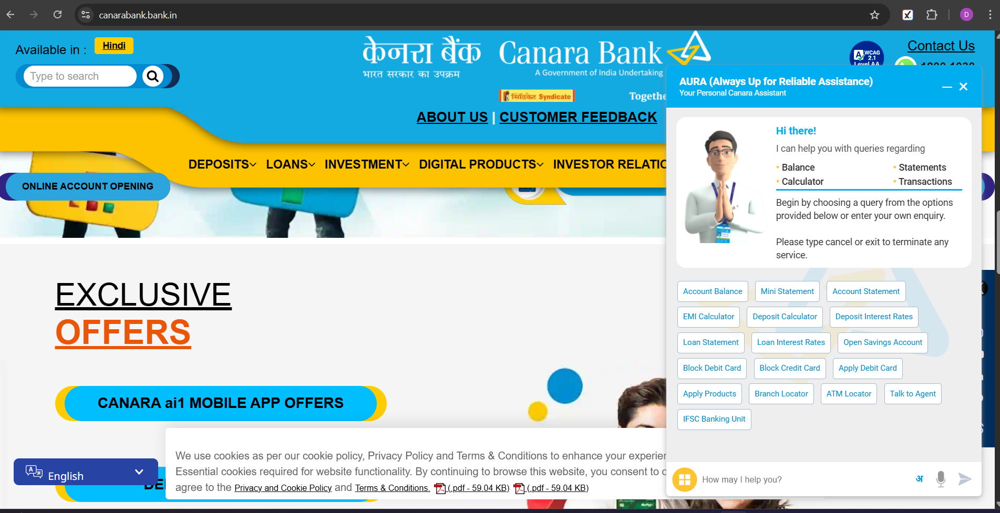 canarabank.bank.in
D
Available in :
Hindi
Type to search
केनरा बैंक
भारत सरकार का उपक्रम
Canara Bank
A Government of India Undertaking
सिंडिकेट Syndicate
WCAG
2.1
Level AA
Contact Us
ABOUT US | CUSTOMER FEEDBACK
DEPOSITS LOANS INVESTMENT DIGITAL PRODUCTS INVESTOR
ONLINE ACCOUNT OPENING
EXCLUSIVE
OFFERS
CANARA ai1 MOBILE APP OFFERS
We use cookies as per our cookie policy, Privacy Policy and Terms & Conditions to enhance your
Essential cookies required for website functionality. By continuing to browse this website, you consent to
agree to the Privacy and Cookie Policy and Terms & Conditions. (.pdf - 59.04 KB) (.pdf - 59.04 KB)
English
AURA (Always Up for Reliable Assistance)
Your Personal Canara Assistant
Hi there!
I can help you with queries regarding
• Balance • Statements
• Calculator • Transactions
Begin by choosing a query from the options
provided below or enter your own enquiry.
Please type cancel or exit to terminate any
service.
Account Balance Mini Statement Account Statement
EMI Calculator Deposit Calculator Deposit Interest Rates
Loan Statement Loan Interest Rates Open Savings Account
Block Debit Card Block Credit Card Apply Debit Card
Apply Products Branch Locator ATM Locator Talk to Agent
IFSC Banking Unit
How may I help you?
अ